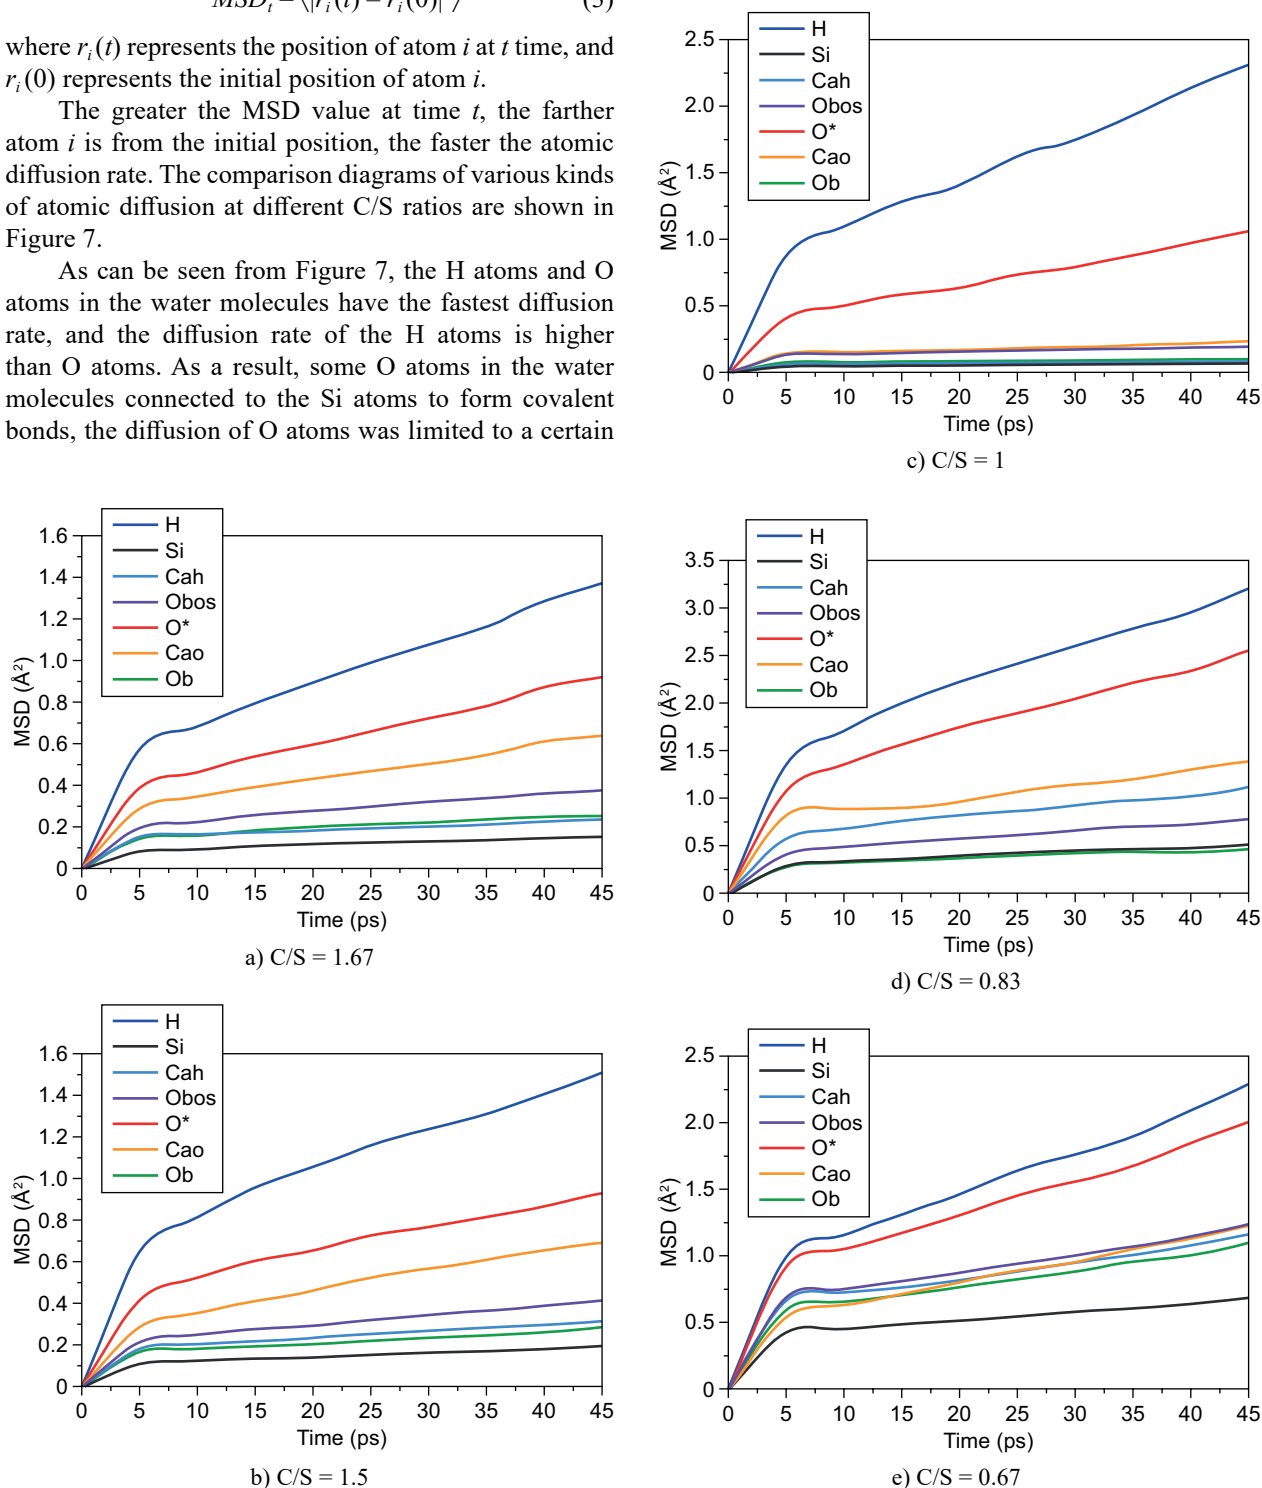 MSD_t = ⟨|r_i(t) − r_i(0)|²⟩ (3)
where r_i(t) represents the position of atom i at t time, and
r_i(0) represents the initial position of atom i.
The greater the MSD value at time t, the farther
atom i is from the initial position, the faster the atomic
diffusion rate. The comparison diagrams of various kinds
of atomic diffusion at different C/S ratios are shown in
Figure 7.
As can be seen from Figure 7, the H atoms and O
atoms in the water molecules have the fastest diffusion
rate, and the diffusion rate of the H atoms is higher
than O atoms. As a result, some O atoms in the water
molecules connected to the Si atoms to form covalent
bonds, the diffusion of O atoms was limited to a certain
H
Si
Cah
Obos
O*
Cao
Ob
1.6
1.4
1.2
1.0
0.8
0.6
0.4
0.2
0
MSD (Å²)
0 5 10 15 20 25 30 35 40 45
Time (ps)
a) C/S = 1.67
H
Si
Cah
Obos
O*
Cao
Ob
1.6
1.4
1.2
1.0
0.8
0.6
0.4
0.2
0
MSD (Å²)
0 5 10 15 20 25 30 35 40 45
Time (ps)
b) C/S = 1.5
H
Si
Cah
Obos
O*
Cao
Ob
2.5
2.0
1.5
1.0
0.5
0
MSD (Å²)
0 5 10 15 20 25 30 35 40 45
Time (ps)
c) C/S = 1
H
Si
Cah
Obos
O*
Cao
Ob
3.5
3.0
2.5
2.0
1.5
1.0
0.5
0
MSD (Å²)
0 5 10 15 20 25 30 35 40 45
Time (ps)
d) C/S = 0.83
H
Si
Cah
Obos
O*
Cao
Ob
2.5
2.0
1.5
1.0
0.5
0
MSD (Å²)
0 5 10 15 20 25 30 35 40 45
Time (ps)
e) C/S = 0.67